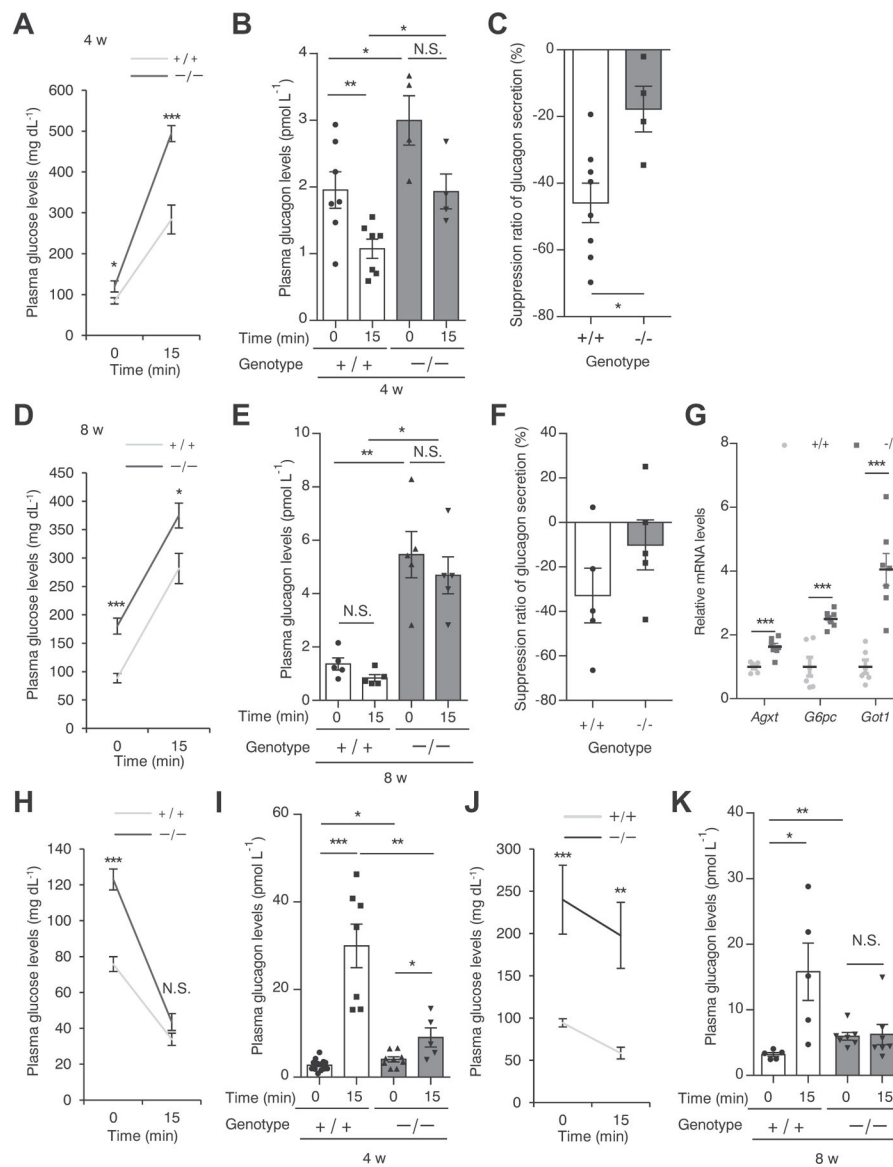 A
4 w
+/+
−/−
Plasma glucose levels (mg dL-1)
600
500
400
300
200
100
0
*
***
0
15
Time (min)
B
Plasma glucagon levels (pmol L-1)
4
3
2
1
0
*
*
**
N.S.
Time (min)
0
15
0
15
Genotype
+ / +
−/−
4 w
C
Suppression ratio of glucagon secretion (%)
0
-20
-40
-60
-80
*
+/+
-/-
Genotype
D
8 w
+ / +
−/−
Plasma glucose levels (mg dL-1)
450
400
350
300
250
200
150
100
50
0
***
*
0
15
Time (min)
E
Plasma glucagon levels (pmol L-1)
10
8
6
4
2
0
*
**
N.S.
N.S.
Time (min)
0
15
0
15
Genotype
+ / +
−/−
8 w
F
Suppression ratio of glucagon secretion (%)
40
20
0
-20
-40
-60
-80
+/+
-/-
Genotype
G
+/+
-/
Relative mRNA levels
8
6
4
2
0
***
***
***
Agxt
G6pc
Got1
H
+/+
−/−
Plasma glucose levels (mg dL-1)
140
120
100
80
60
40
20
0
***
N.S.
0
15
Time (min)
I
Plasma glucagon levels (pmol L-1)
60
40
20
0
*
***
**
*
Time (min)
0
15
0
15
Genotype
+ / +
−/−
4 w
J
+/+
−/−
Plasma glucose levels (mg dL-1)
300
250
200
150
100
50
0
***
**
0
15
Time (min)
K
Plasma glucagon levels (pmol L-1)
40
30
20
10
0
**
*
N.S.
Time (min)
0
15
0
15
Genotype
+ / +
−/−
8 w